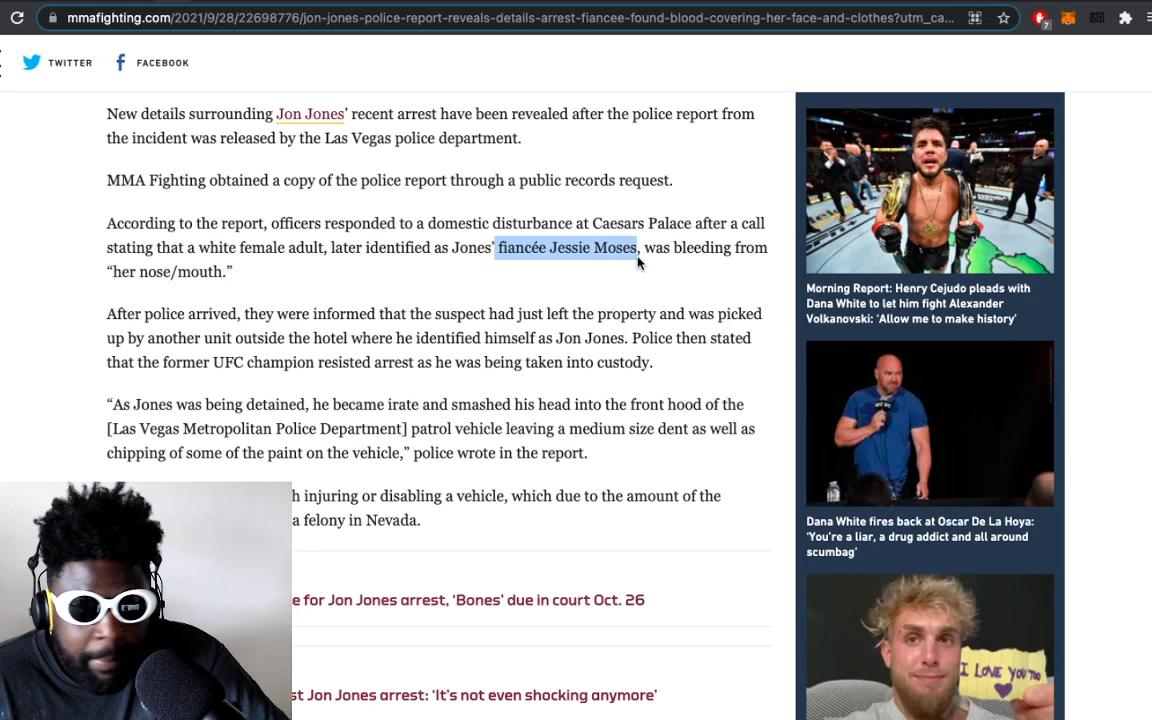 mmafighting.com/2021/9/28/22698776/jon-jones-police-report-reveals-details-arrest-fiancee-found-blood-covering-her-face-and-clothes?utm_ca...
7
TWITTER
FACEBOOK
New details surrounding Jon Jones’ recent arrest have been revealed after the police report from
the incident was released by the Las Vegas police department.
MMA Fighting obtained a copy of the police report through a public records request.
According to the report, officers responded to a domestic disturbance at Caesars Palace after a call
stating that a white female adult, later identified as Jones’ fiancée Jessie Moses, was bleeding from
“her nose/mouth.”
After police arrived, they were informed that the suspect had just left the property and was picked
up by another unit outside the hotel where he identified himself as Jon Jones. Police then stated
that the former UFC champion resisted arrest as he was being taken into custody.
“As Jones was being detained, he became irate and smashed his head into the front hood of the
[Las Vegas Metropolitan Police Department] patrol vehicle leaving a medium size dent as well as
chipping of some of the paint on the vehicle,” police wrote in the report.
h injuring or disabling a vehicle, which due to the amount of the
a felony in Nevada.
e for Jon Jones arrest, ‘Bones’ due in court Oct. 26
st Jon Jones arrest: ‘It’s not even shocking anymore’
Morning Report: Henry Cejudo pleads with
Dana White to let him fight Alexander
Volkanovski: ‘Allow me to make history’
Dana White fires back at Oscar De La Hoya:
‘You’re a liar, a drug addict and all around
scumbag’
I LOVE YOU TOO